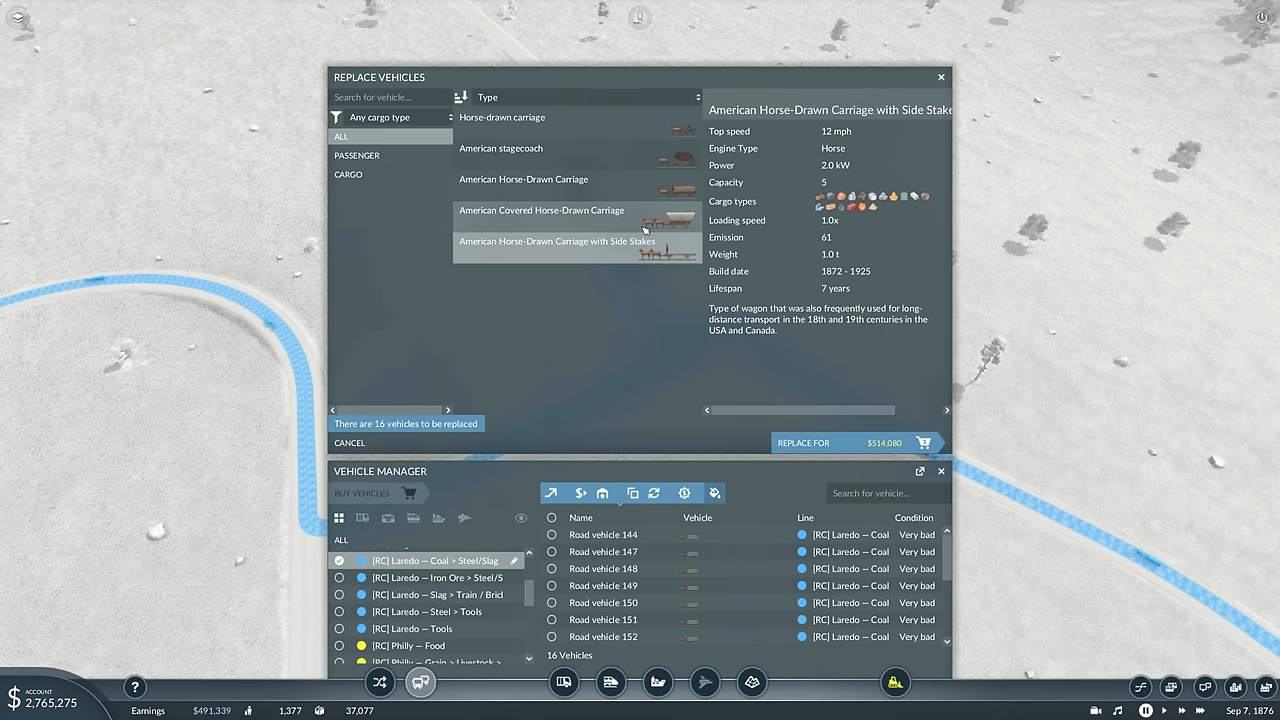 REPLACE VEHICLES
Search for vehicle...
Type
Any cargo type
ALL
PASSENGER
CARGO
Horse-drawn carriage
American stagecoach
American Horse-Drawn Carriage
American Covered Horse-Drawn Carriage
American Horse-Drawn Carriage with Side Stakes
American Horse-Drawn Carriage with Side Stake
Top speed 12 mph
Engine Type Horse
Power 2.0 kW
Capacity 5
Cargo types
Loading speed 1.0x
Emission 61
Weight 1.0 t
Build date 1872 - 1925
Lifespan 7 years
Type of wagon that was also frequently used for long-
distance transport in the 18th and 19th centuries in the
USA and Canada.
There are 16 vehicles to be replaced
CANCEL
REPLACE FOR $514,080
VEHICLE MANAGER
BUY VEHICLES
Search for vehicle...
ALL
[RC] Laredo — Coal > Steel/Slag
[RC] Laredo — Iron Ore > Steel/S
[RC] Laredo — Slag > Train / Bricl
[RC] Laredo — Steel > Tools
[RC] Laredo — Tools
[RC] Philly — Food
[RC] Philly — Grain > Livestock >
Name Vehicle Line Condition
Road vehicle 144 [RC] Laredo — Coal Very bad
Road vehicle 147 [RC] Laredo — Coal Very bad
Road vehicle 148 [RC] Laredo — Coal Very bad
Road vehicle 149 [RC] Laredo — Coal Very bad
Road vehicle 150 [RC] Laredo — Coal Very bad
Road vehicle 151 [RC] Laredo — Coal Very bad
Road vehicle 152 [RC] Laredo — Coal Very bad
16 Vehicles
$ ACCOUNT
2,765,275
?
Earnings $491,339 1,377 37,077
Sep 7, 1876